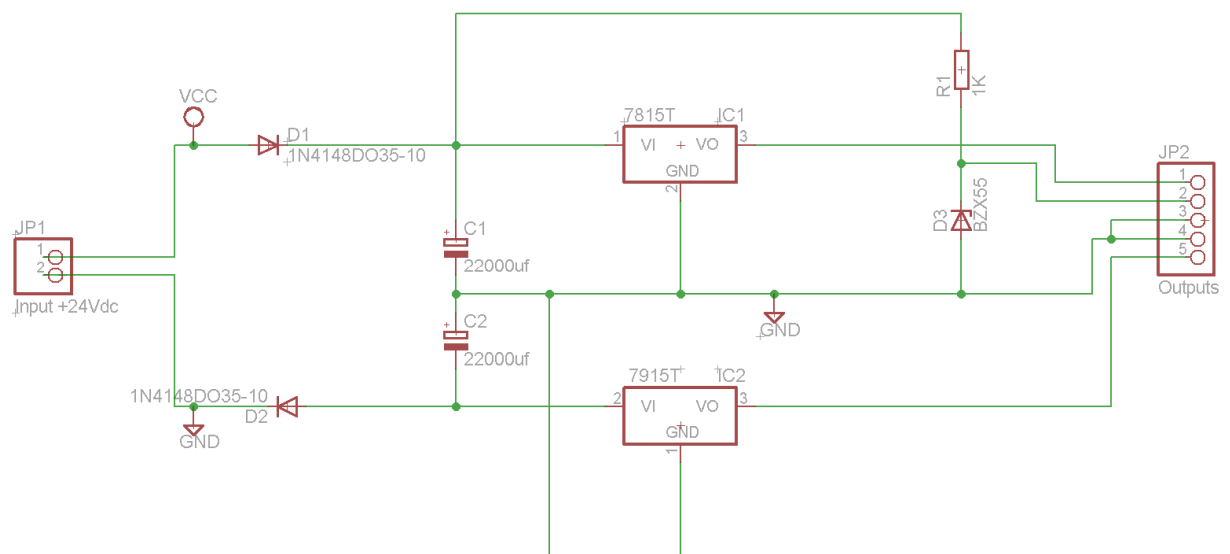 VCC
D1
1N4148DO35-10
7815T
IC1
1
VI
VO
3
GND
2
R1
1K
JP2
1
2
3
4
5
Outputs
D3
BZX55
JP1
1
2
Input +24Vdc
C1
22000uf
GND
C2
22000uf
7915T
IC2
2
VI
VO
3
GND
1
1N4148DO35-10
D2
GND